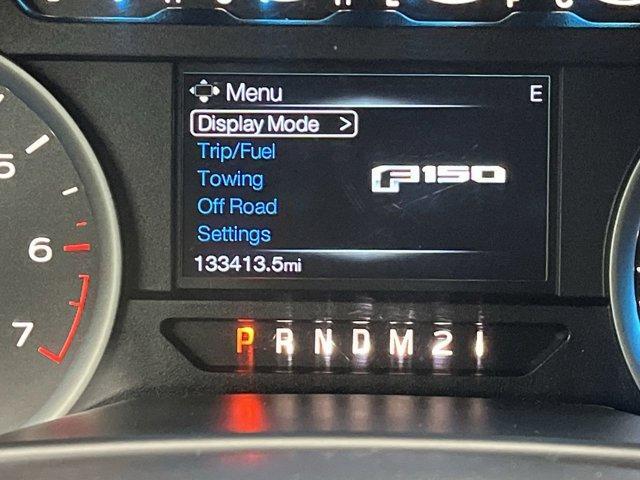 Menu E
Display Mode >
Trip/Fuel
Towing
F150
Off Road
Settings
133413.5mi
5
6
7
P R N D M 2 1